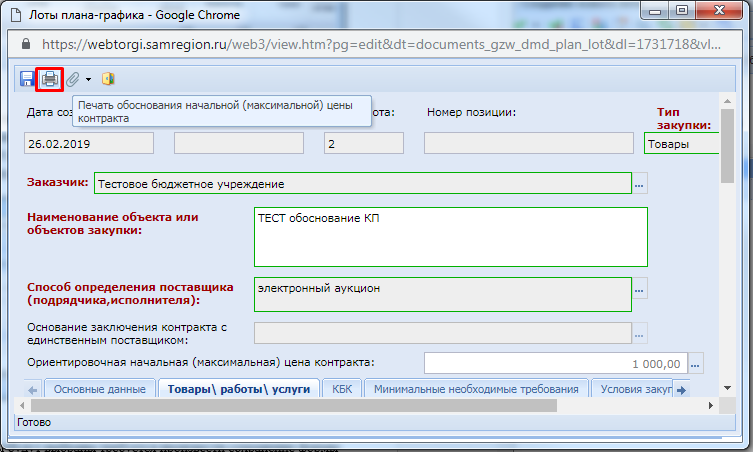 Лоты плана-графика - Google Chrome
https://webtorgi.samregion.ru/web3/view.htm?pg=edit&dt=documents_gzw_dmd_plan_lot&dl=1731718&vl...
Печать обоснования начальной (максимальной) цены
контракта
Дата соз
ота:
Номер позиции:
Тип
закупки:
26.02.2019
2
Товары
Заказчик:
Тестовое бюджетное учреждение
...
Наименование объекта или
объектов закупки:
ТЕСТ обоснование КП
Способ определения поставщика
(подрядчика,исполнителя):
электронный аукцион
...
Основание заключения контракта с
единственным поставщиком:
...
Ориентировочная начальная (максимальная) цена контракта:
1 000,00
...
Основные данные
Товары\ работы\ услуги
КБК
Минимальные необходимые требования
Условия закуп
Готово